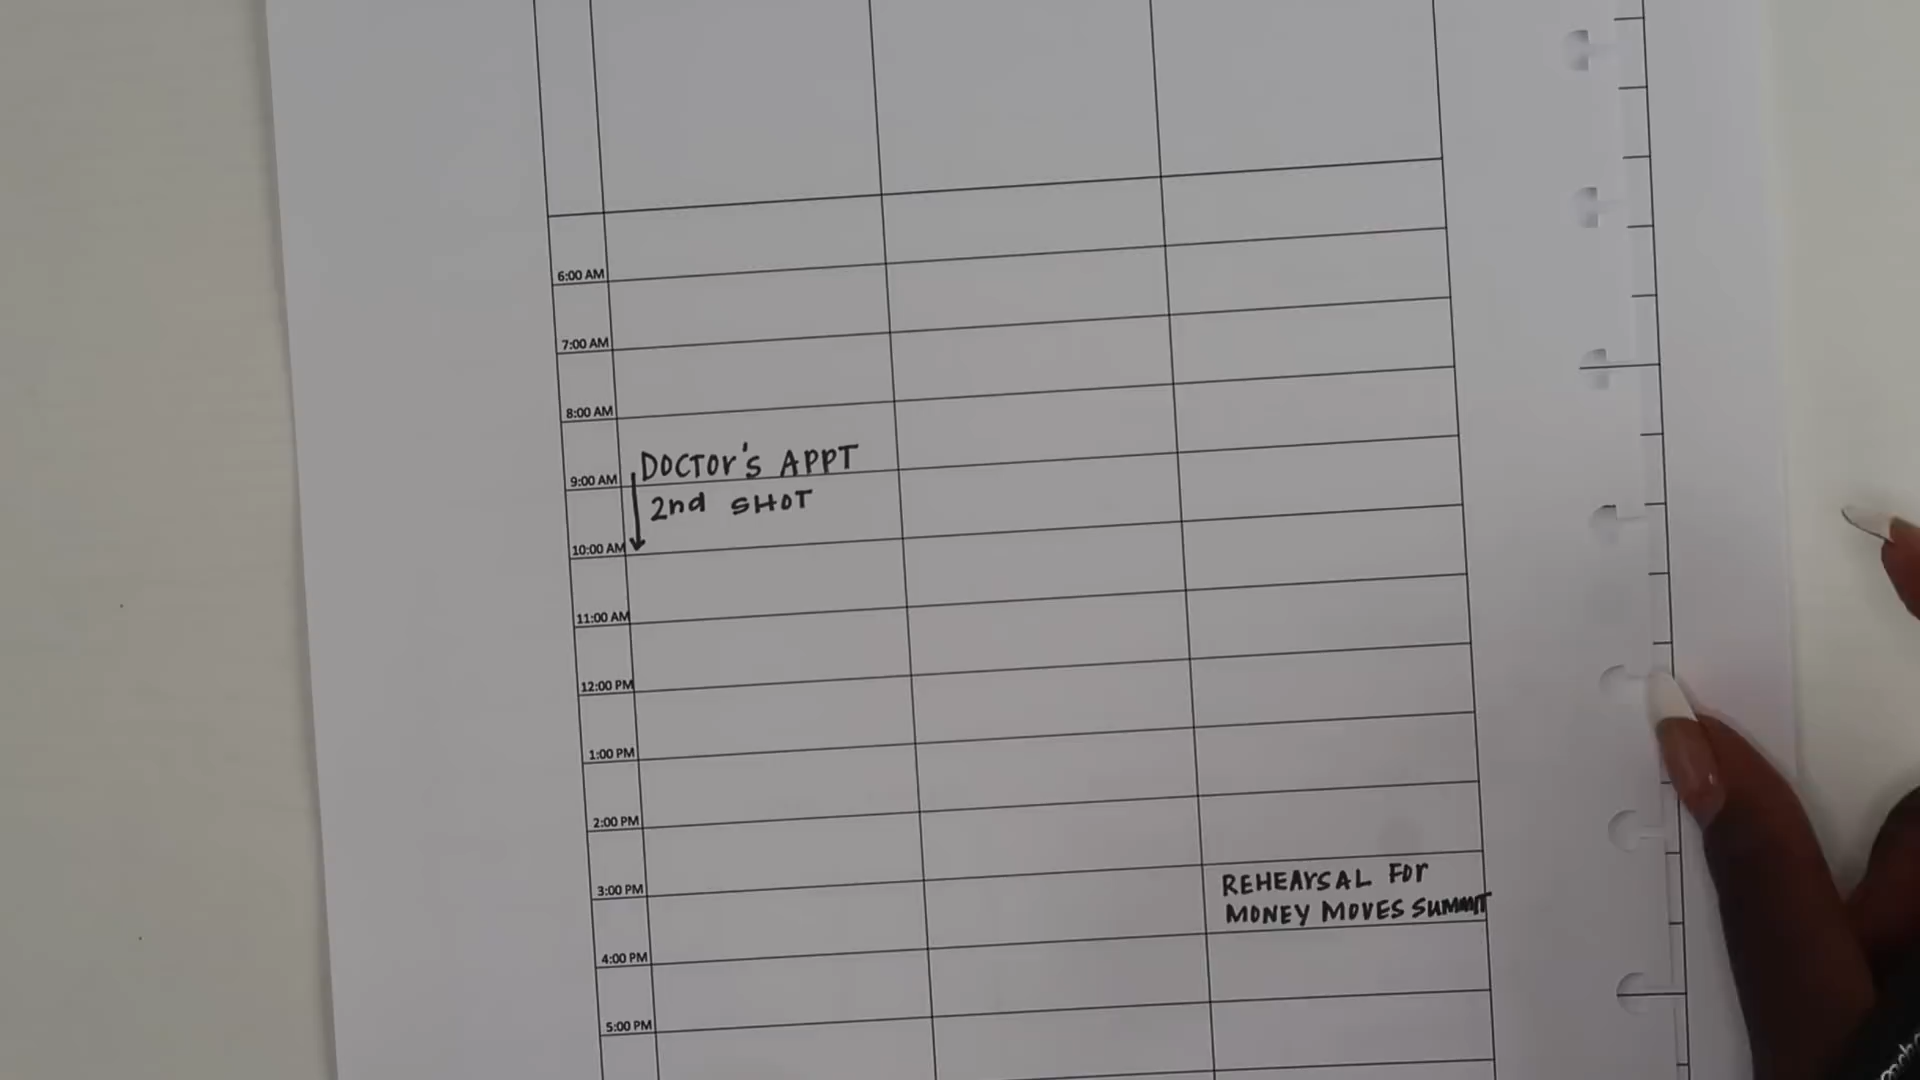 6:00 AM
7:00 AM
8:00 AM
DOCTOr's APPT
9:00 AM
2nd SHOT
10:00 AM
11:00 AM
12:00 PM
1:00 PM
2:00 PM
3:00 PM
REHEArSAL For
MONEY MOVES SUMMIT
4:00 PM
5:00 PM